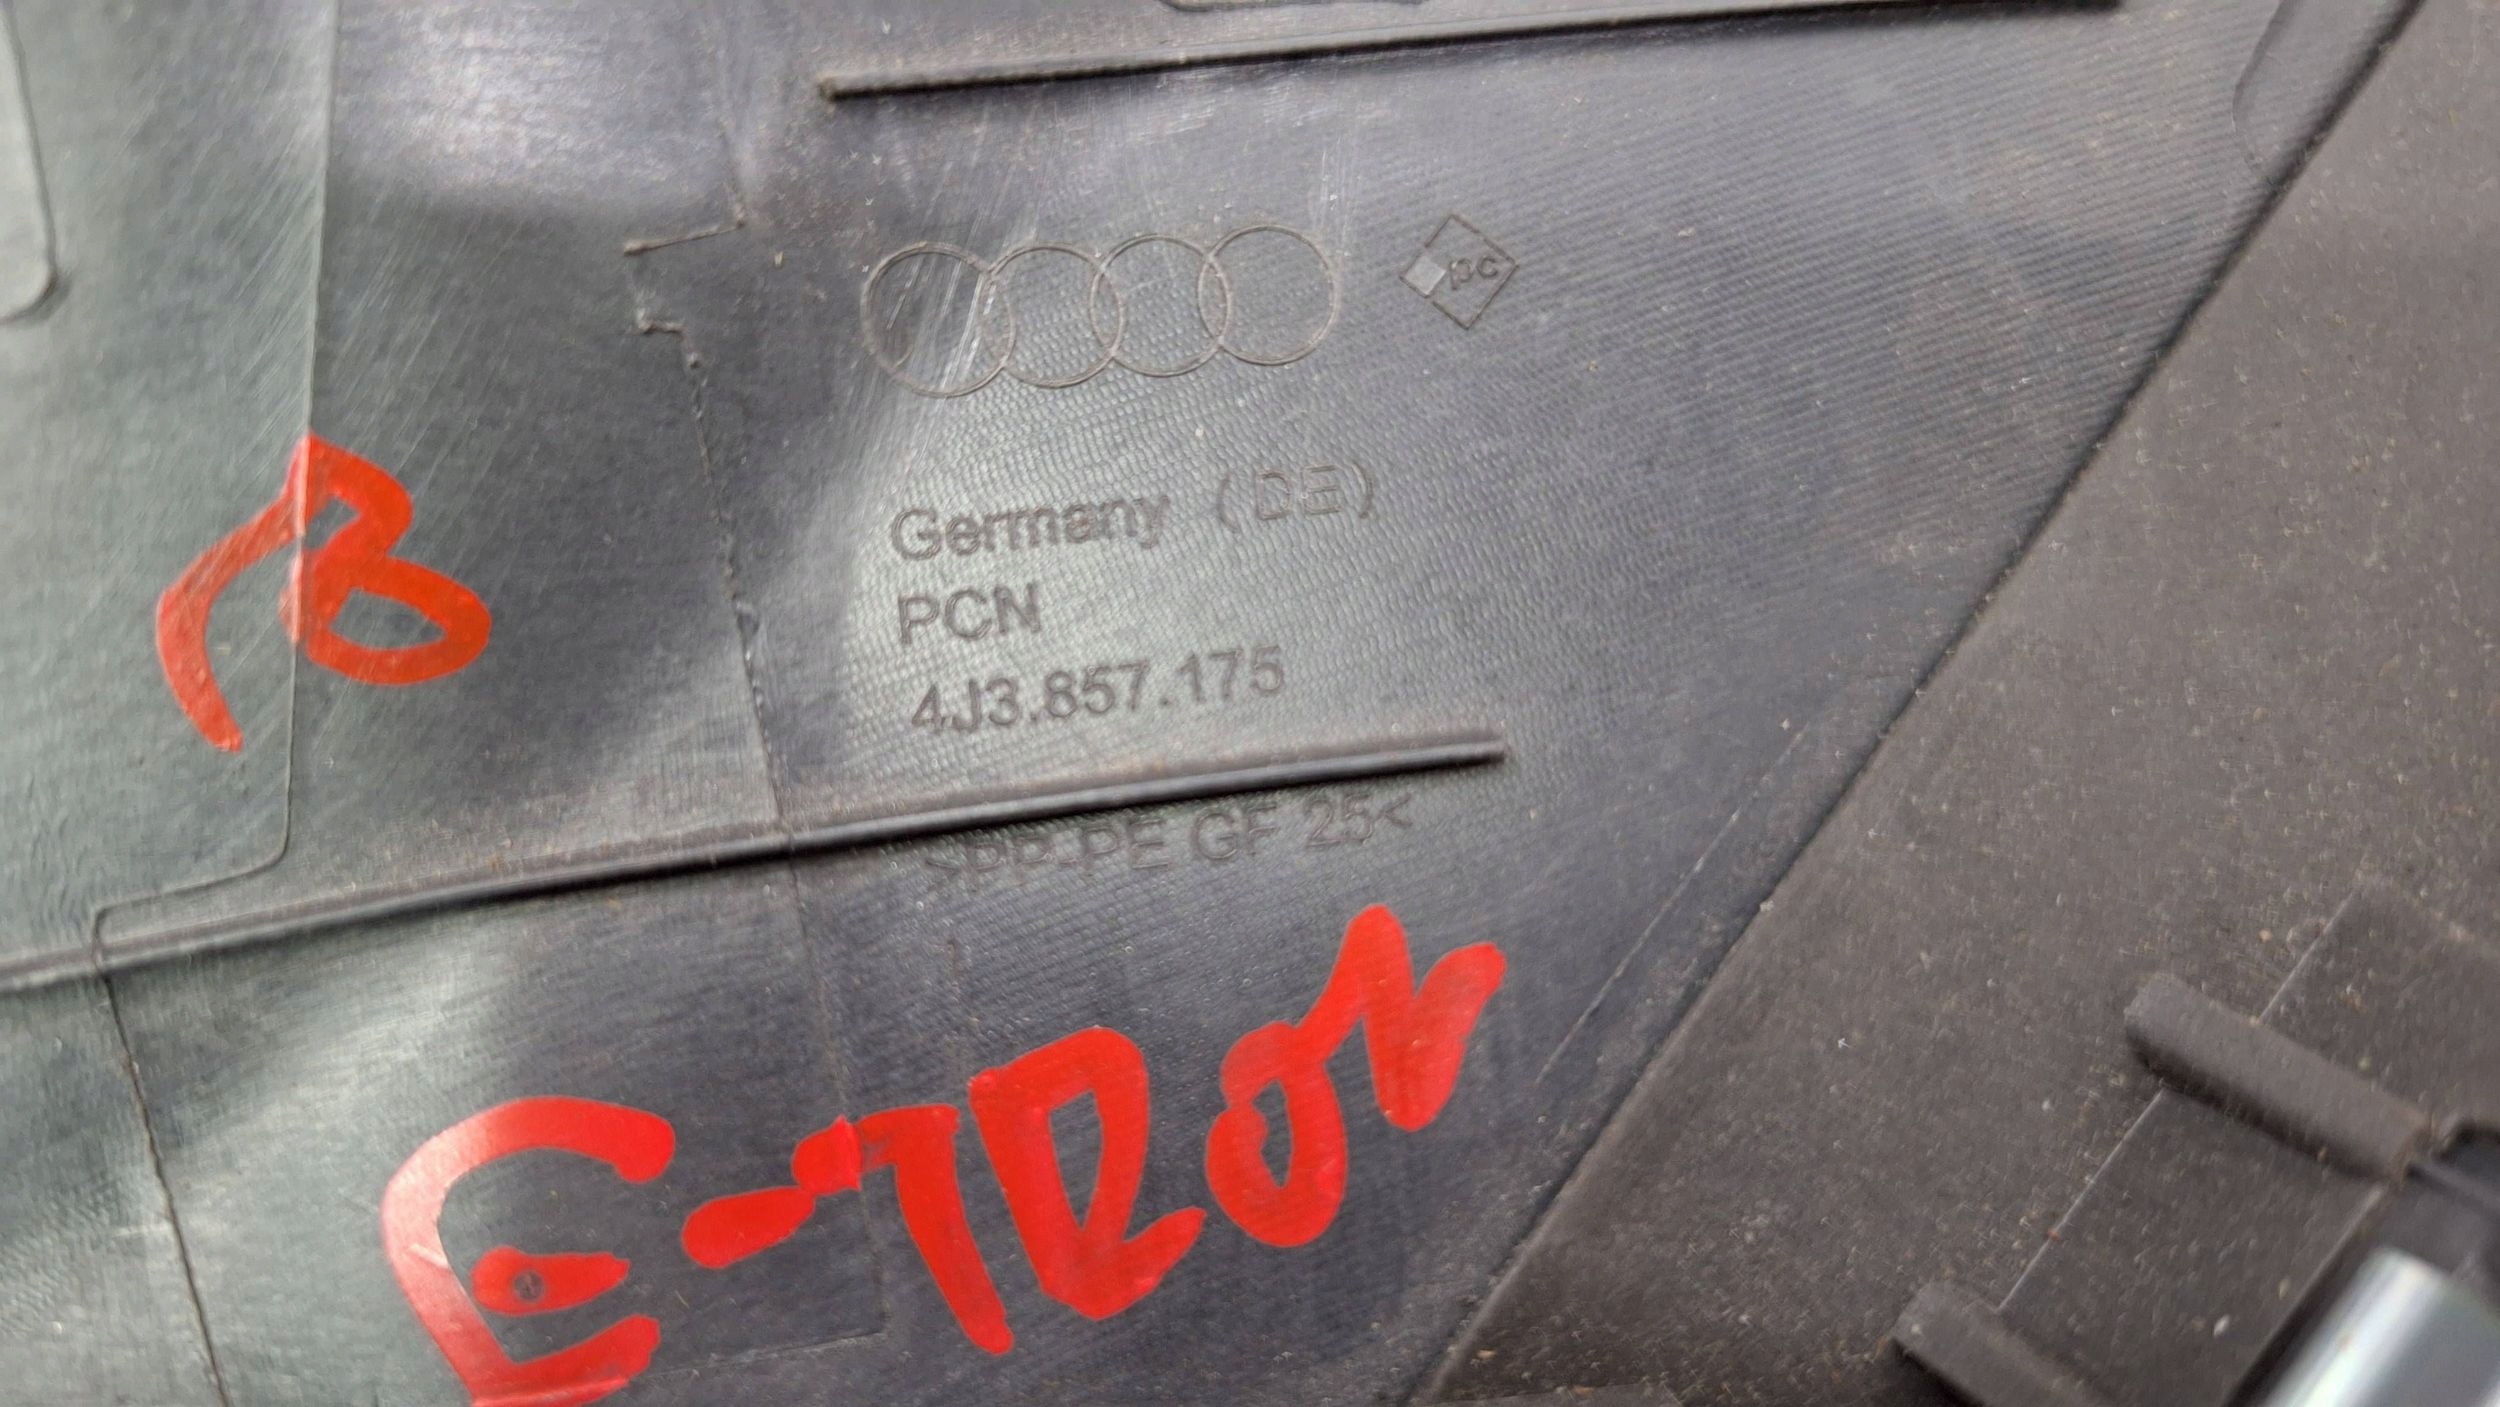 Germany (DE)
PCN
4J3.857.175
>PP-PE GF 25<
E-TRON